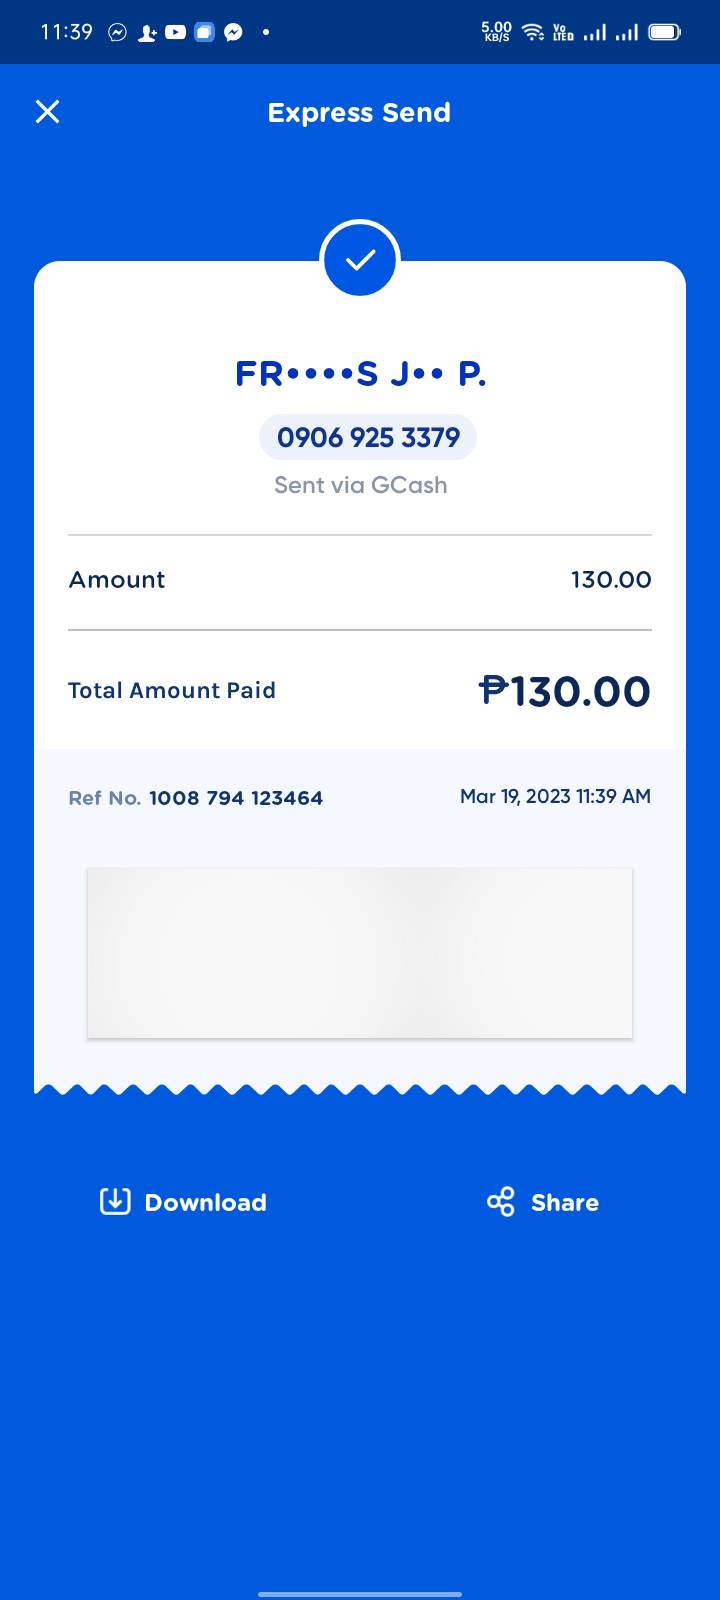 11:39 5.00 KB/S Vo LTED
Express Send
FR••••S J•• P.
0906 925 3379
Sent via GCash
Amount 130.00
Total Amount Paid ₱130.00
Ref No. 1008 794 123464 Mar 19, 2023 11:39 AM
Download Share